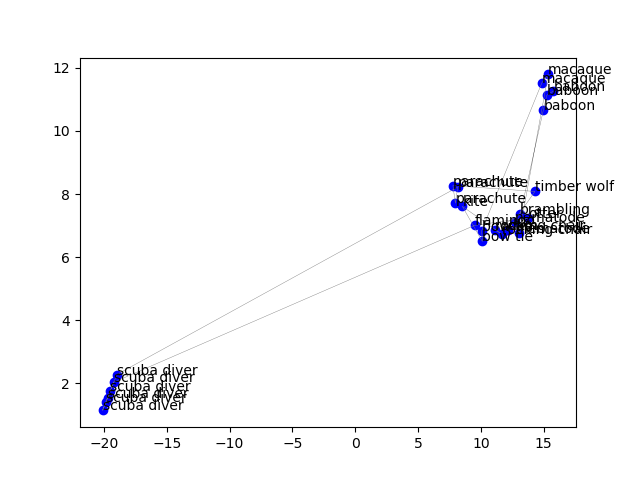 12
10
8
6
4
2
−20
−15
−10
−5
0
5
10
15
macaque
macaque
baboon
baboon
baboon
timber wolf
parachute
parachute
parachute
kite
brambling
bow tie
scuba diver
scuba diver
scuba diver
scuba diver
scuba diver
scuba diver